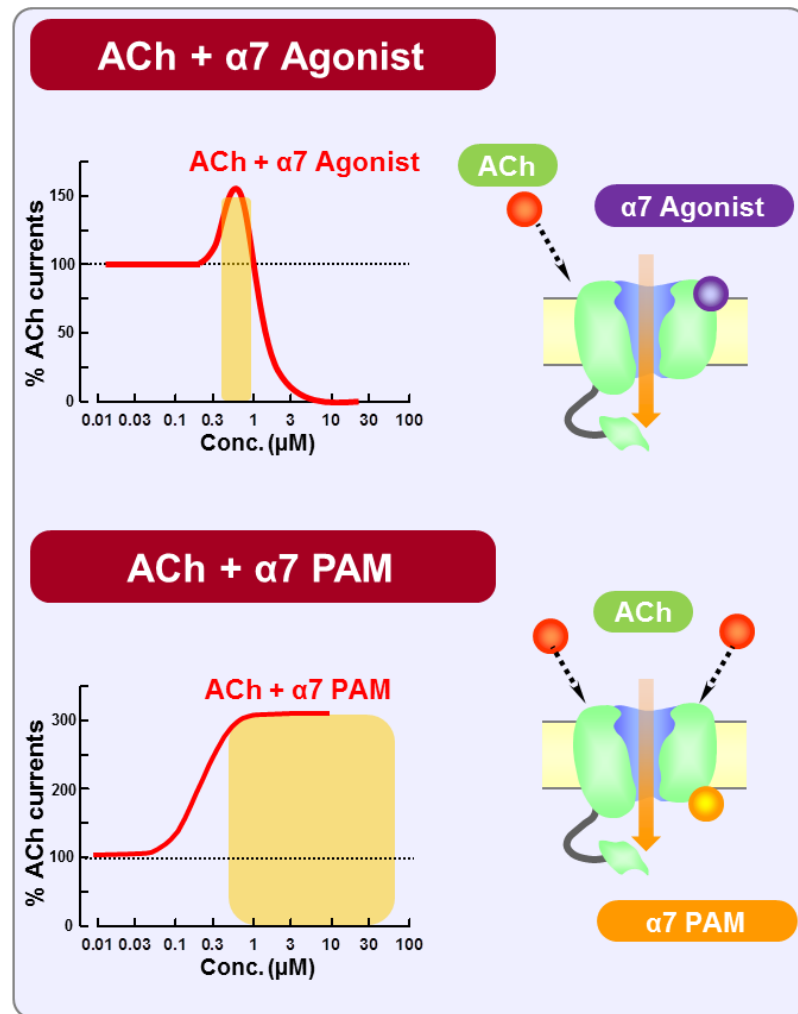 ACh + α7 Agonist
ACh + α7 Agonist
ACh
α7 Agonist
% ACh currents
150
100
50
0
0.01 0.03 0.1 0.3 1 3 10 30 100
Conc. (μM)
ACh + α7 PAM
ACh
ACh + α7 PAM
% ACh currents
300
200
100
0
0.01 0.03 0.1 0.3 1 3 10 30 100
Conc. (μM)
α7 PAM